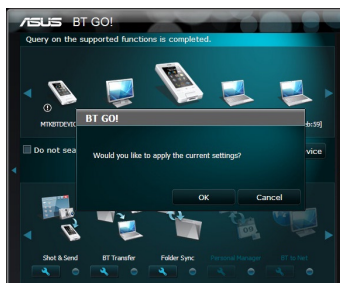 ASUS BT GO!
Query on the supported functions is completed.
MTKBTDEVIC
eb:59]
BT GO!
Do not sea
vice
Would you like to apply the current settings?
OK Cancel
Shot & Send BT Transfer Folder Sync Personal Manager BT to Net